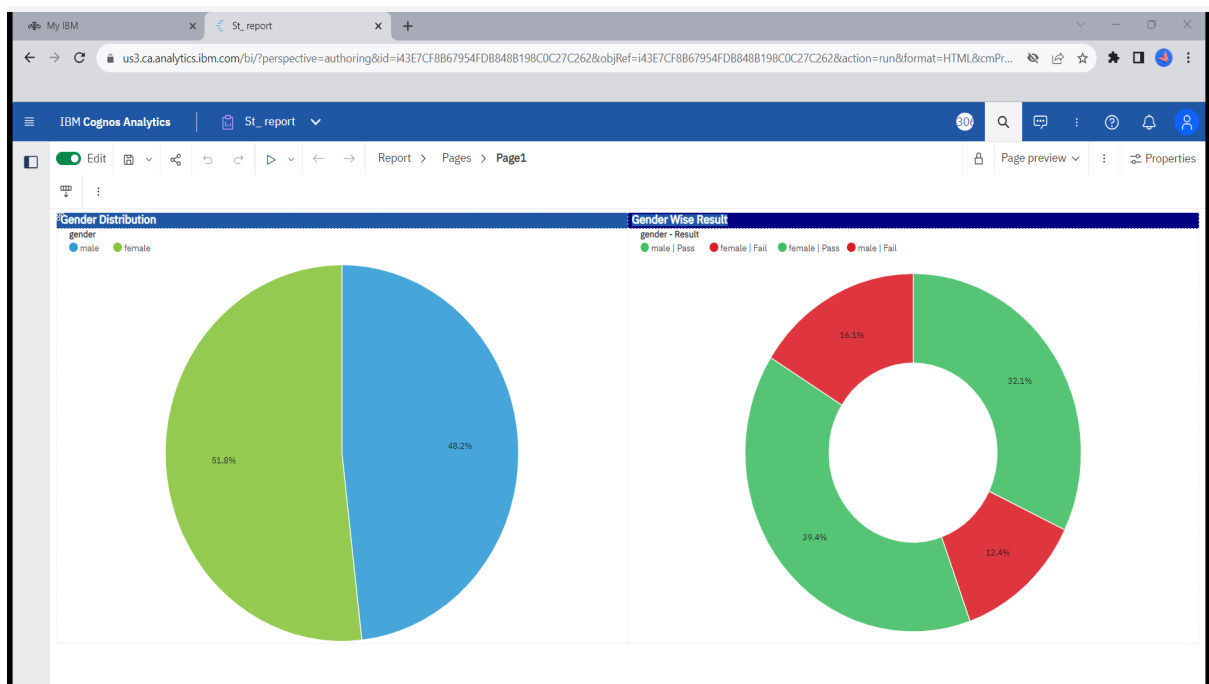 My IBM
St_ report
us3.ca.analytics.ibm.com/bi/?perspective=authoring&id=i43E7CF8B67954FDB848B198C0C27C262&objRef=i43E7CF8B67954FDB848B198C0C27C262&action=run&format=HTML&cmPr...
IBM Cognos Analytics St_ report
Edit Report > Pages > Page1 Page preview Properties
Gender Distribution
gender
male female
51.8%
48.2%
Gender Wise Result
gender - Result
male | Pass female | Fail female | Pass male | Fail
16.1%
32.1%
39.4%
12.4%